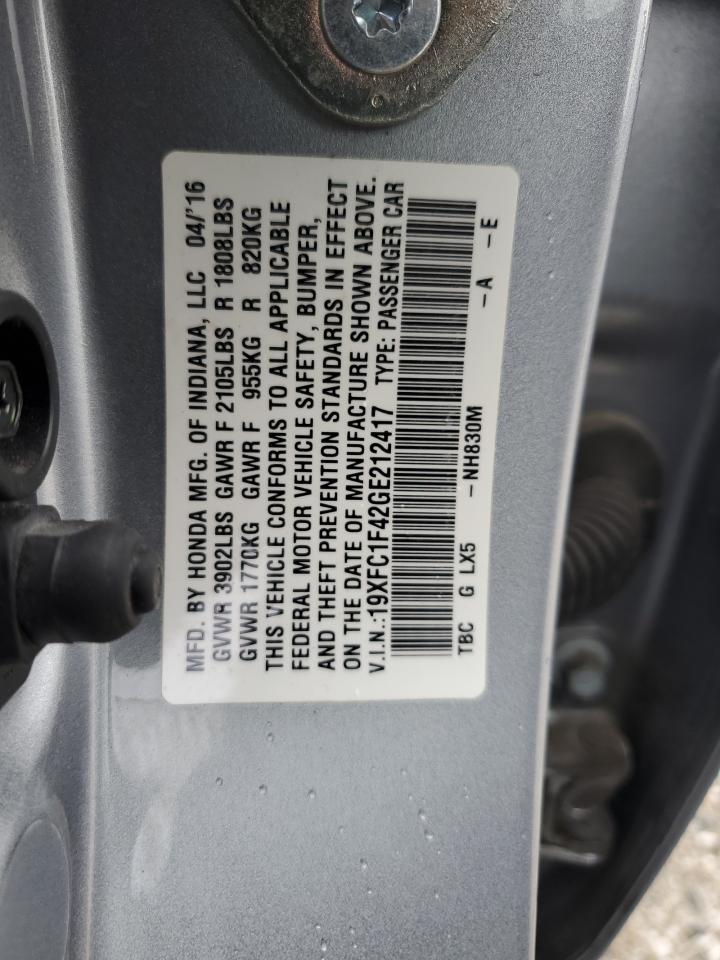 MFD. BY HONDA MFG. OF INDIANA, LLC 04/'16
GVWR 3902LBS GAWR F 2105LBS R 1808LBS
GVWR 1770KG GAWR F 955KG R 820KG
THIS VEHICLE CONFORMS TO ALL APPLICABLE
FEDERAL MOTOR VEHICLE SAFETY, BUMPER,
AND THEFT PREVENTION STANDARDS IN EFFECT
ON THE DATE OF MANUFACTURE SHOWN ABOVE.
V.I.N.:19XFC1F42GE212417 TYPE: PASSENGER CAR
TBC G LX5 -NH830M -A -E